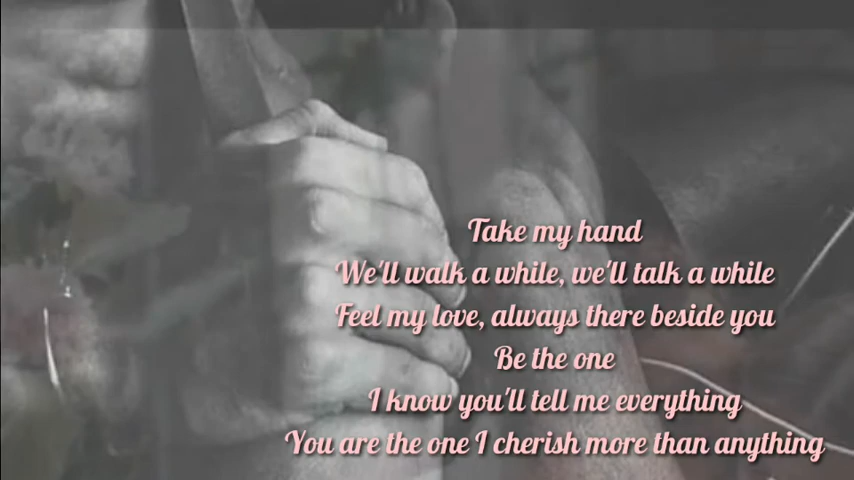 Take my hand
We'll walk a while, we'll talk a while
Feel my love, always there beside you
Be the one
I know you'll tell me everything
You are the one I cherish more than anything